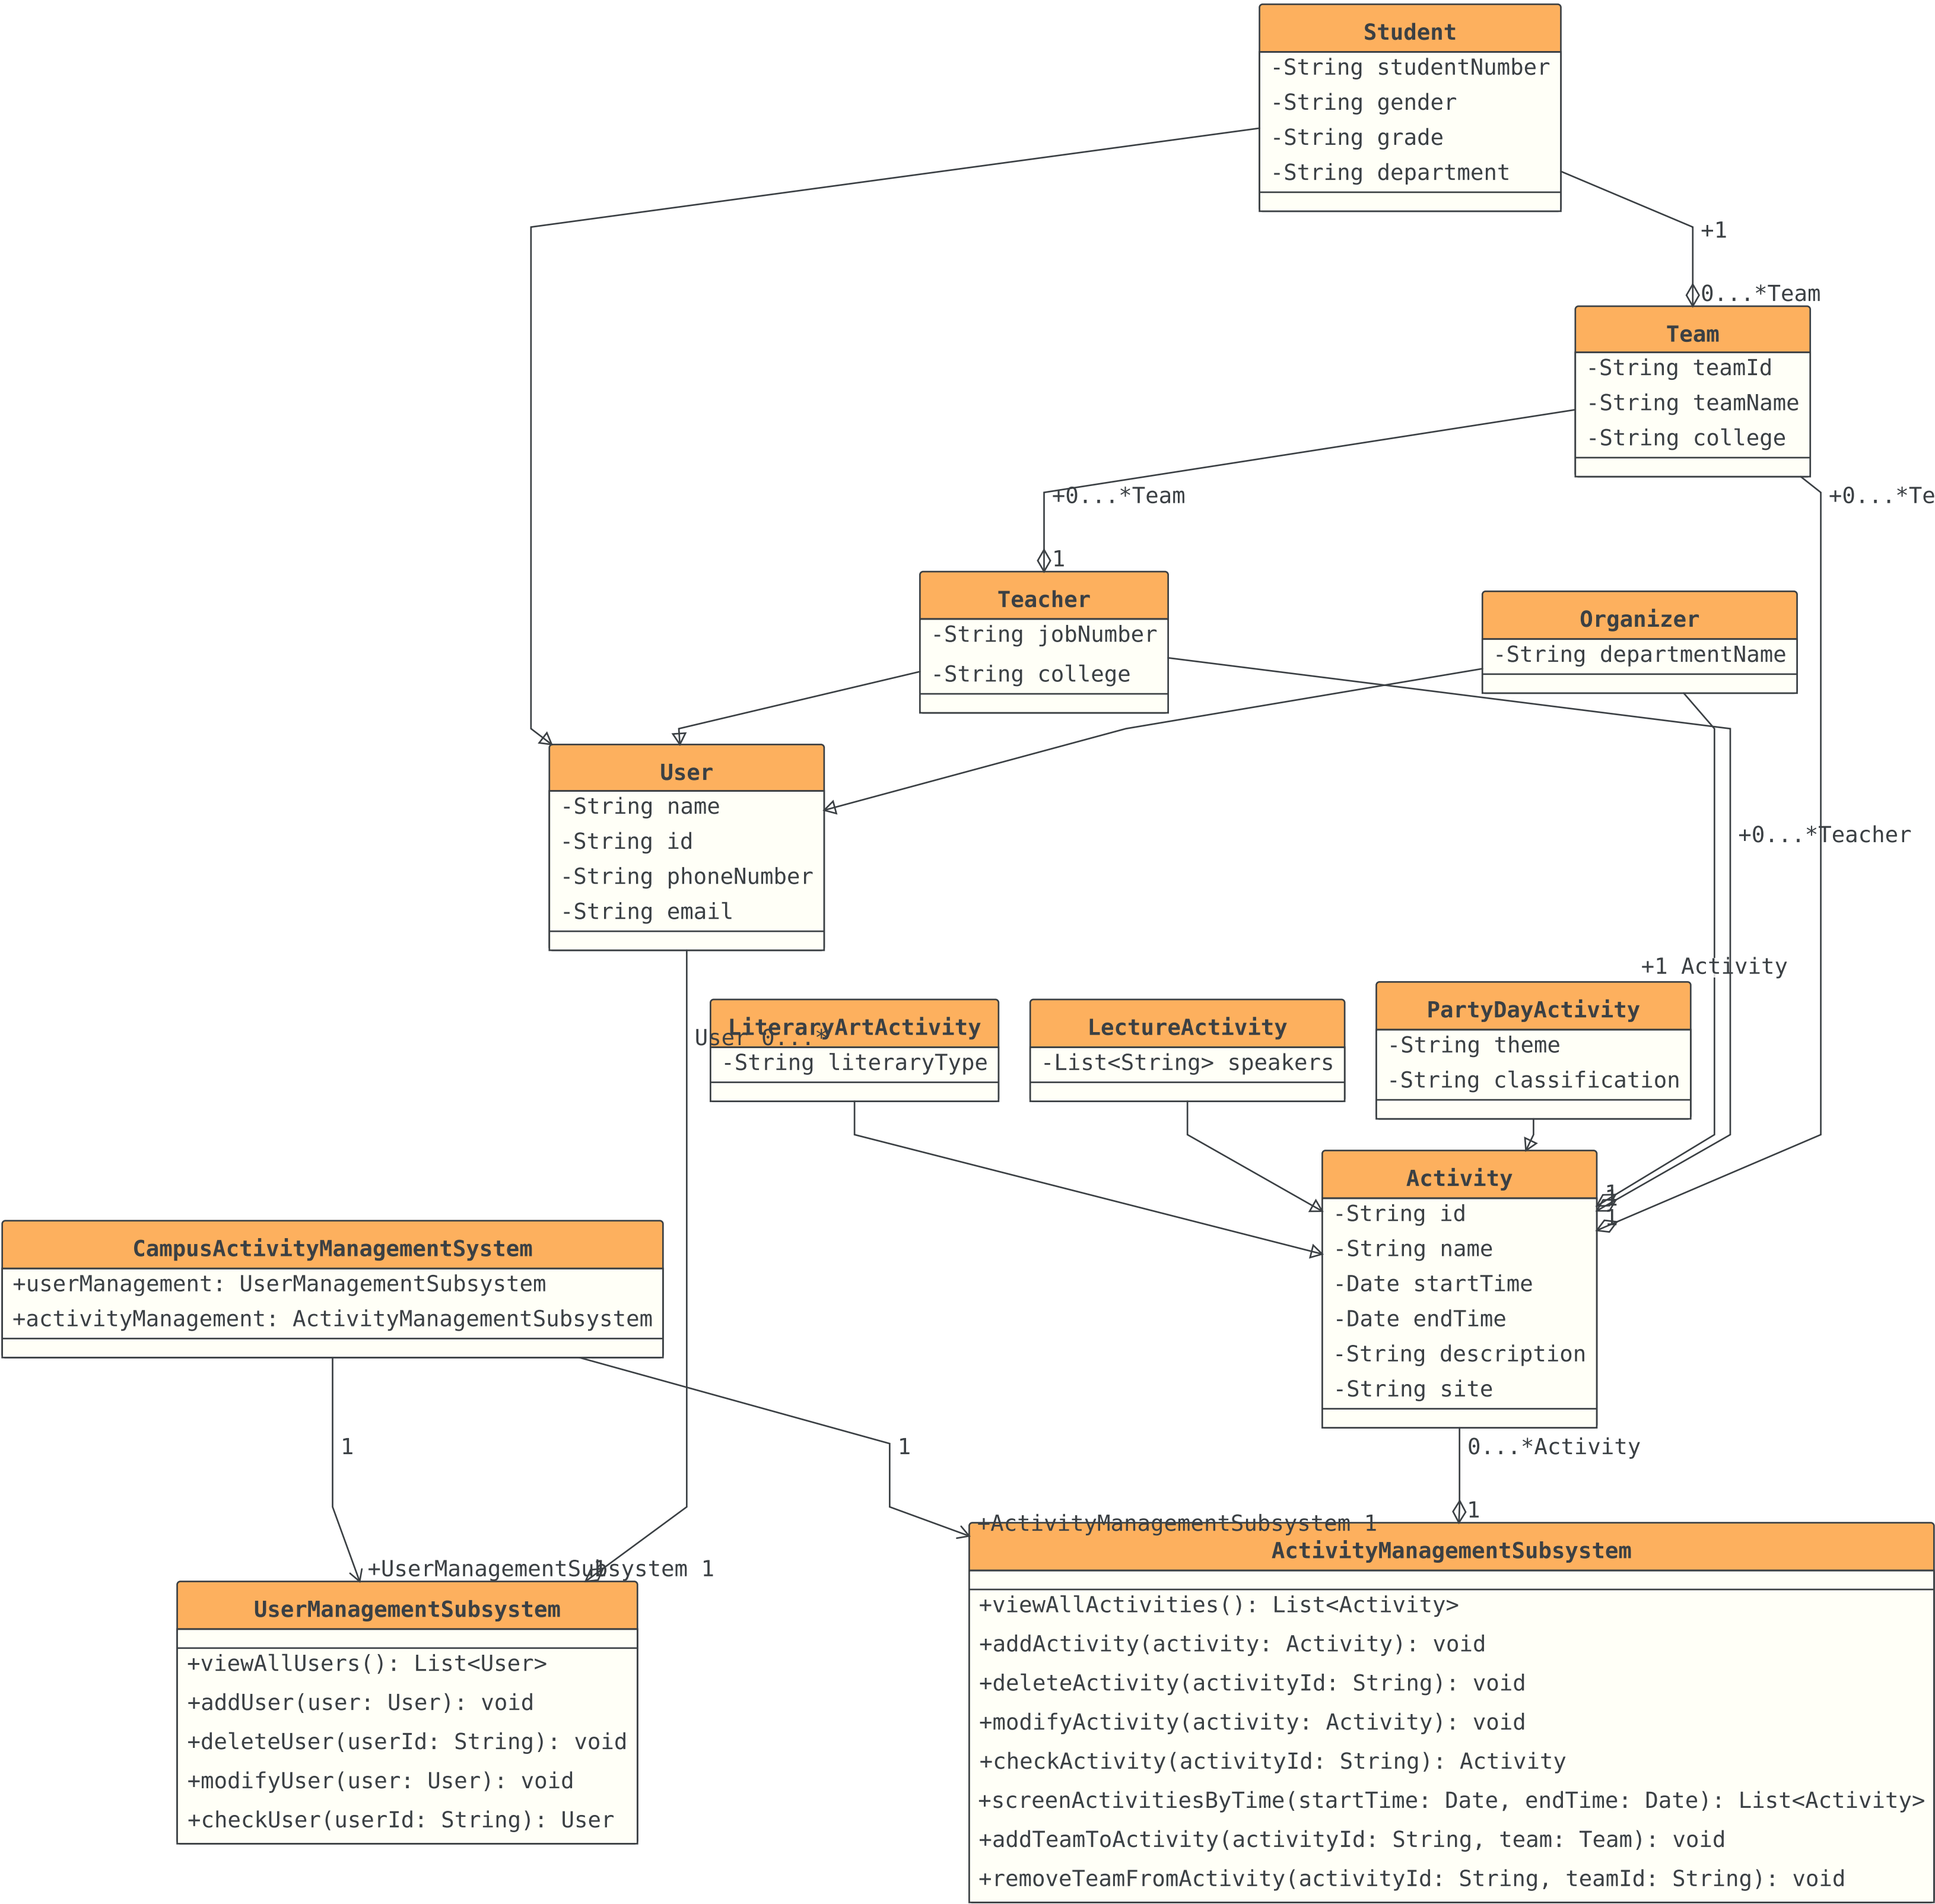 Student
-String studentNumber
-String gender
-String grade
-String department
+1
0...*Team
Team
-String teamId
-String teamName
-String college
+0...*Team
+0...*Te
1
Teacher
-String jobNumber
-String college
Organizer
-String departmentName
User
-String name
-String id
-String phoneNumber
-String email
+0...*Teacher
+1 Activity
User 0...*
LiteraryArtActivity
-String literaryType
LectureActivity
-List<String> speakers
PartyDayActivity
-String theme
-String classification
1
1
1
Activity
-String id
-String name
-Date startTime
-Date endTime
-String description
-String site
CampusActivityManagementSystem
+userManagement: UserManagementSubsystem
+activityManagement: ActivityManagementSubsystem
1
1
0...*Activity
1
+ActivityManagementSubsystem 1
+UserManagementSubsystem 1
1
UserManagementSubsystem
+viewAllUsers(): List<User>
+addUser(user: User): void
+deleteUser(userId: String): void
+modifyUser(user: User): void
+checkUser(userId: String): User
ActivityManagementSubsystem
+viewAllActivities(): List<Activity>
+addActivity(activity: Activity): void
+deleteActivity(activityId: String): void
+modifyActivity(activity: Activity): void
+checkActivity(activityId: String): Activity
+screenActivitiesByTime(startTime: Date, endTime: Date): List<Activity>
+addTeamToActivity(activityId: String, team: Team): void
+removeTeamFromActivity(activityId: String, teamId: String): void